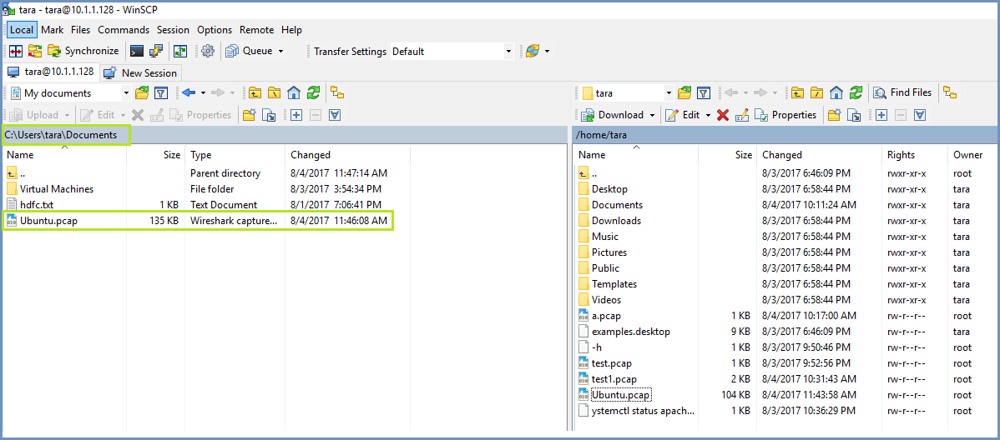 tara - tara@10.1.1.128 - WinSCP
Local Mark Files Commands Session Options Remote Help
Synchronize Queue Transfer Settings Default
tara@10.1.1.128 New Session
My documents
Upload Edit Properties
C:\Users\tara\Documents
Name Size Type Changed
.. Parent directory 8/4/2017 11:47:14 AM
Virtual Machines File folder 8/3/2017 3:54:34 PM
hdfc.txt 1 KB Text Document 8/1/2017 7:06:41 PM
Ubuntu.pcap 135 KB Wireshark capture... 8/4/2017 11:46:08 AM
tara Find Files
Download Edit Properties
/home/tara
Name Size Changed Rights Owner
.. 8/3/2017 6:46:09 PM rwxr-xr-x root
Desktop 8/3/2017 6:58:44 PM rwxr-xr-x tara
Documents 8/4/2017 10:11:24 AM rwxr-xr-x tara
Downloads 8/3/2017 6:58:44 PM rwxr-xr-x tara
Music 8/3/2017 6:58:44 PM rwxr-xr-x tara
Pictures 8/3/2017 6:58:44 PM rwxr-xr-x tara
Public 8/3/2017 6:58:44 PM rwxr-xr-x tara
Templates 8/3/2017 6:58:44 PM rwxr-xr-x tara
Videos 8/3/2017 6:58:44 PM rwxr-xr-x tara
a.pcap 1 KB 8/4/2017 10:17:00 AM rw-r--r-- root
examples.desktop 9 KB 8/3/2017 6:46:09 PM rw-r--r-- tara
-h 1 KB 8/3/2017 9:50:46 PM rw-r--r-- root
test.pcap 1 KB 8/3/2017 9:52:56 PM rw-r--r-- root
test1.pcap 2 KB 8/4/2017 10:31:43 AM rw-r--r-- root
Ubuntu.pcap 104 KB 8/4/2017 11:43:58 AM rw-r--r-- root
ystemctl status apach... 1 KB 8/3/2017 10:36:29 PM rw-r--r-- root